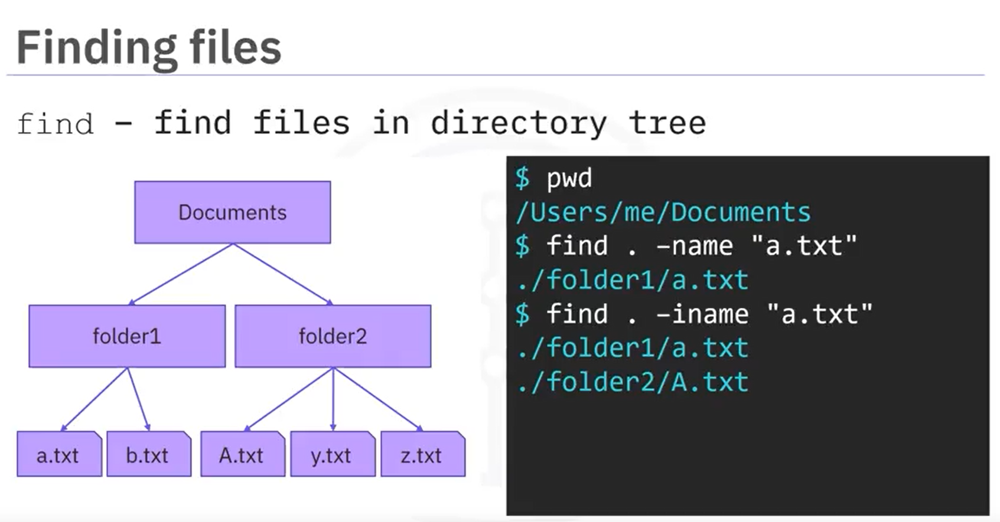 Finding files
find – find files in directory tree
Documents
folder1
folder2
a.txt
b.txt
A.txt
y.txt
z.txt
$ pwd
/Users/me/Documents
$ find . –name "a.txt"
./folder1/a.txt
$ find . –iname "a.txt"
./folder1/a.txt
./folder2/A.txt